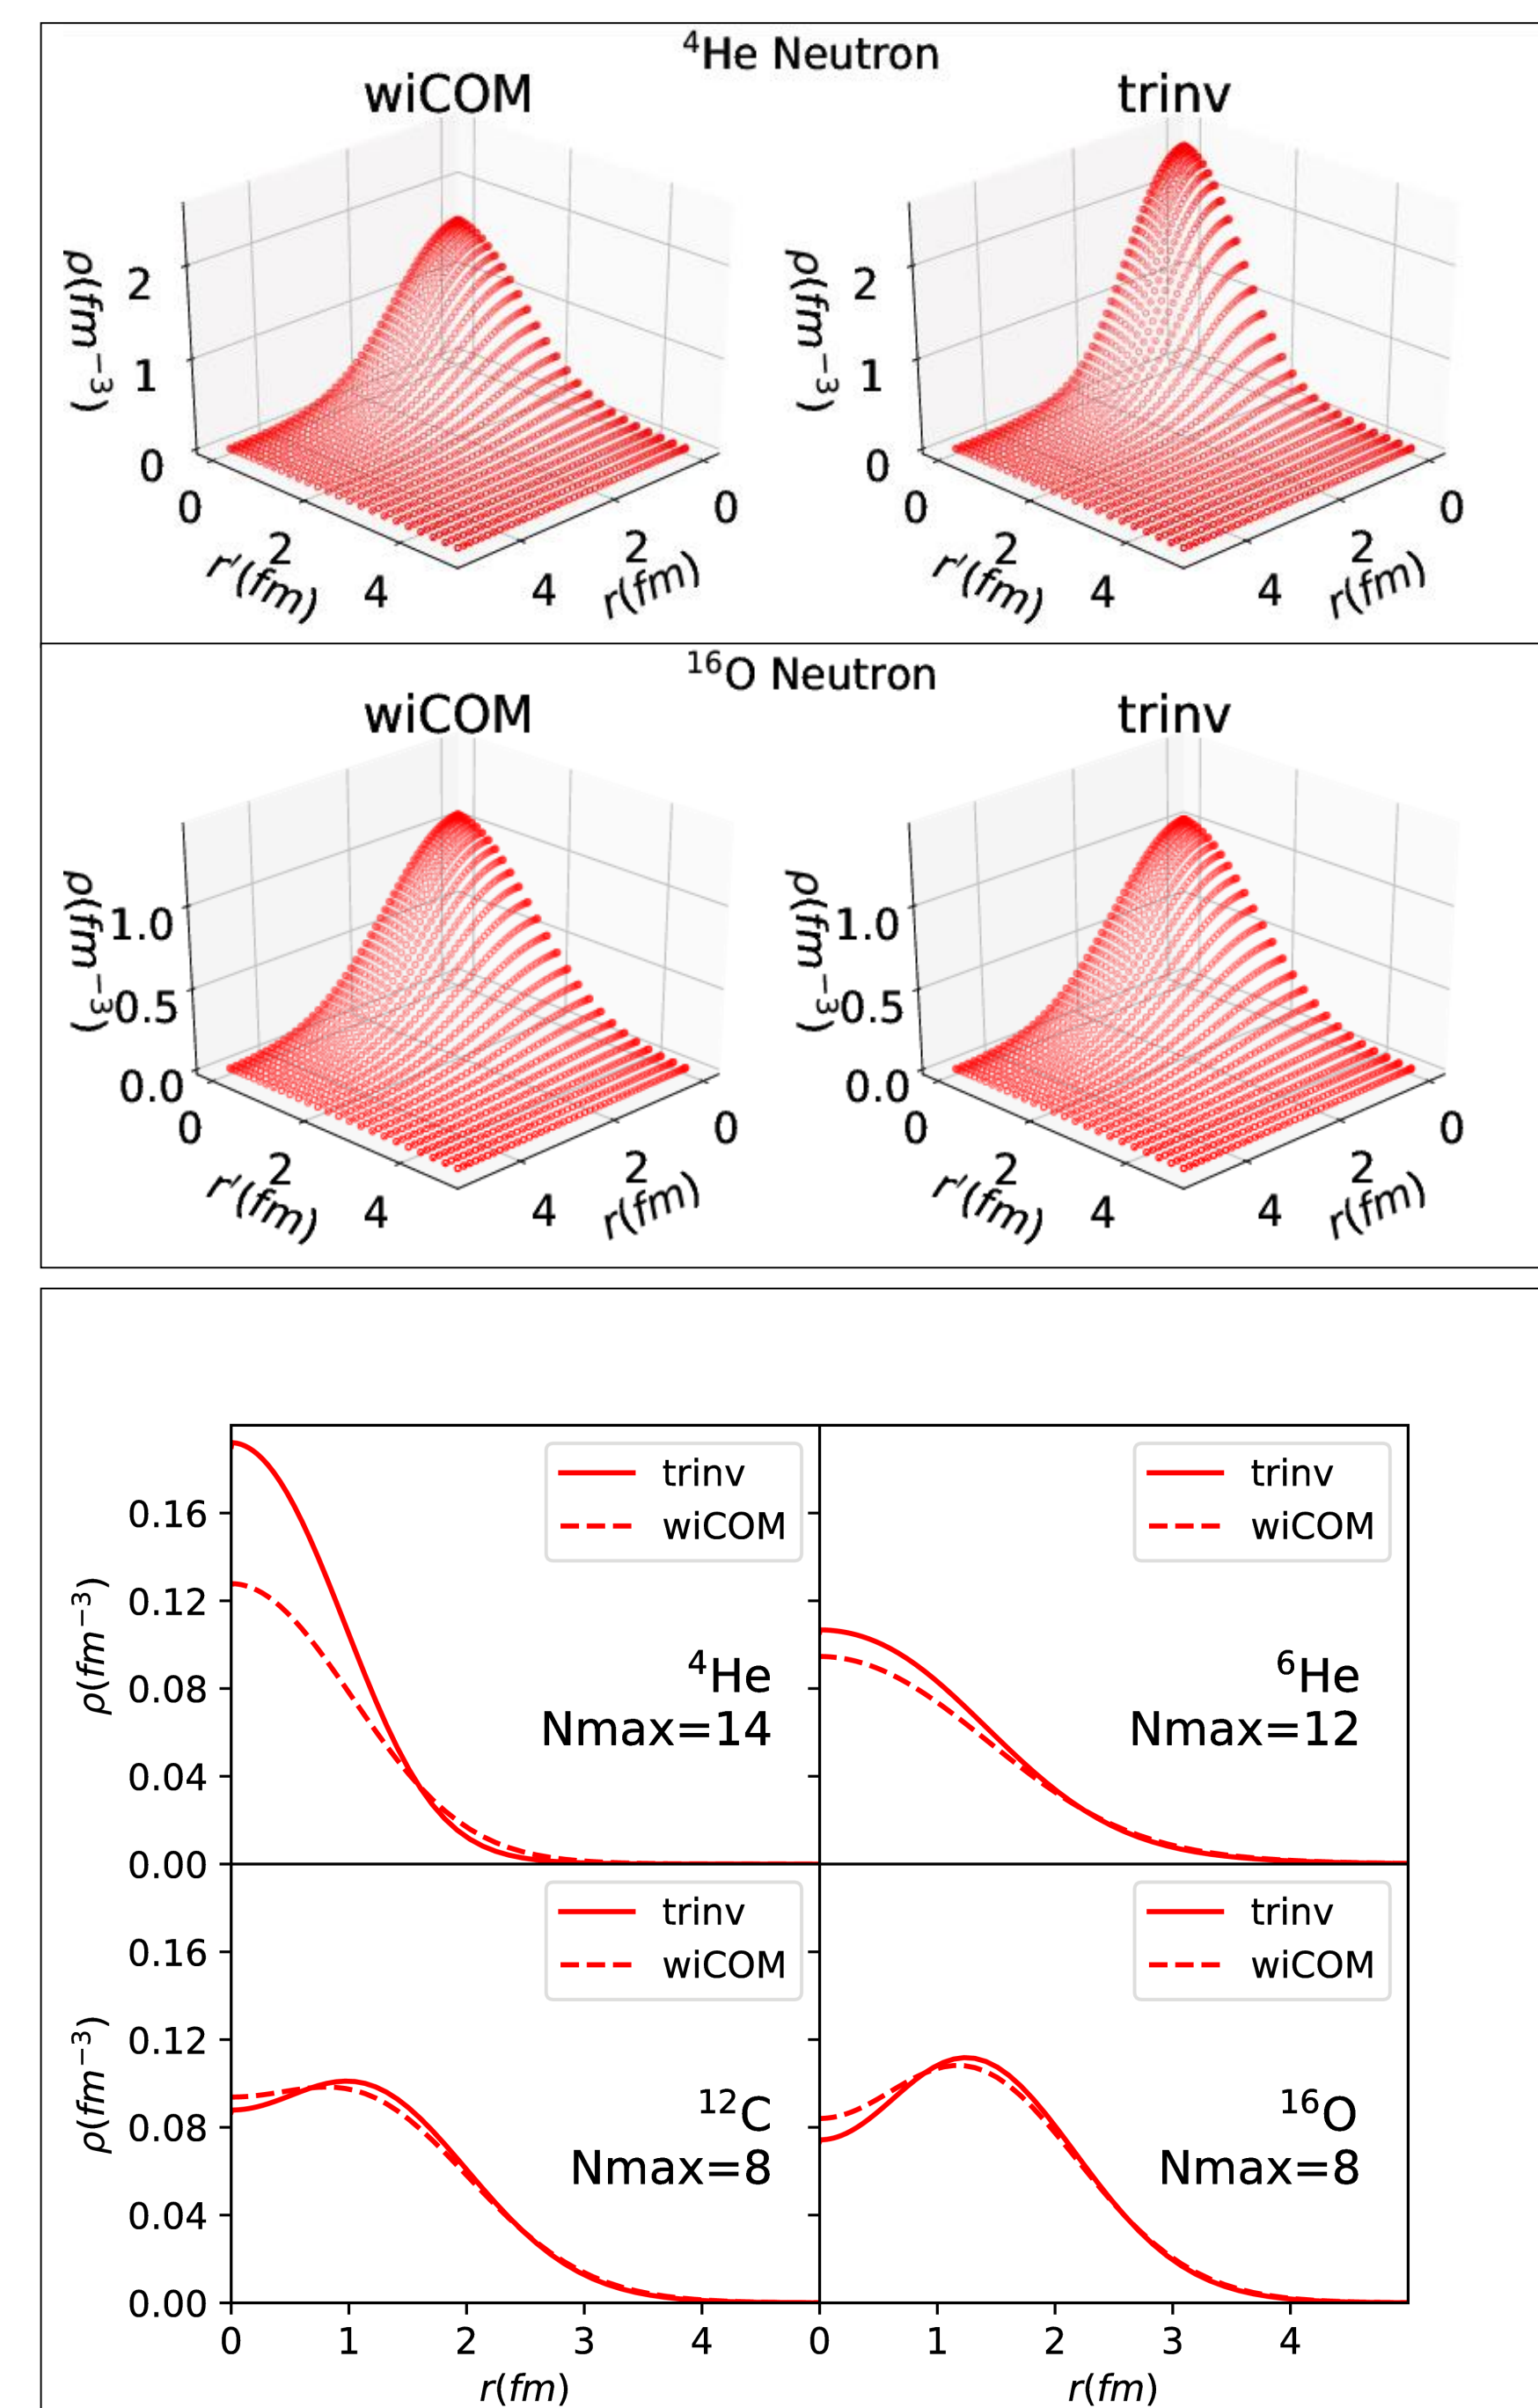 ⁴He Neutron
wiCOM trinv
ρ(fm⁻³) 2 1 0 0 2 4 r′(fm) 4 2 0 r(fm)
ρ(fm⁻³) 2 1 0 0 2 4 r′(fm) 4 2 0 r(fm)
¹⁶O Neutron
wiCOM trinv
ρ(fm⁻³) 1.0 0.5 0.0 0 2 4 r′(fm) 4 2 0 r(fm)
ρ(fm⁻³) 1.0 0.5 0.0 0 2 4 r′(fm) 4 2 0 r(fm)
trinv
wiCOM
trinv
wiCOM
0.16
0.12
0.08
0.04
0.00
ρ(fm⁻³)
⁴He
Nmax=14
⁶He
Nmax=12
trinv
wiCOM
trinv
wiCOM
0.16
0.12
0.08
0.04
0.00
ρ(fm⁻³)
¹²C
Nmax=8
¹⁶O
Nmax=8
0 1 2 3 4 0 1 2 3 4
r(fm) r(fm)